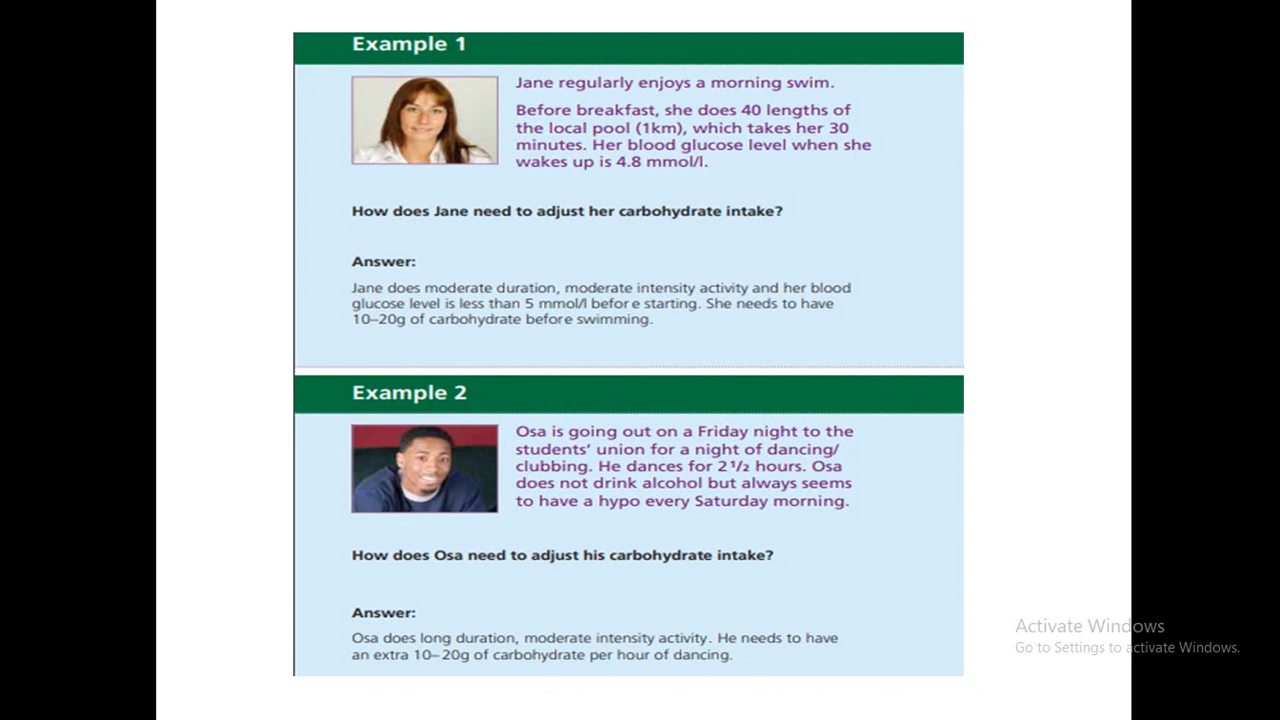 Example 1
Jane regularly enjoys a morning swim.
Before breakfast, she does 40 lengths of
the local pool (1km), which takes her 30
minutes. Her blood glucose level when she
wakes up is 4.8 mmol/l.
How does Jane need to adjust her carbohydrate intake?
Answer:
Jane does moderate duration, moderate intensity activity and her blood
glucose level is less than 5 mmol/l befor e starting. She needs to have
10–20g of carbohydrate before swimming.
Example 2
Osa is going out on a Friday night to the
students’ union for a night of dancing/
clubbing. He dances for 2½ hours. Osa
does not drink alcohol but always seems
to have a hypo every Saturday morning.
How does Osa need to adjust his carbohydrate intake?
Answer:
Osa does long duration, moderate intensity activity. He needs to have
an extra 10–20g of carbohydrate per hour of dancing.
Activate Windows
Go to Settings to activate Windows.